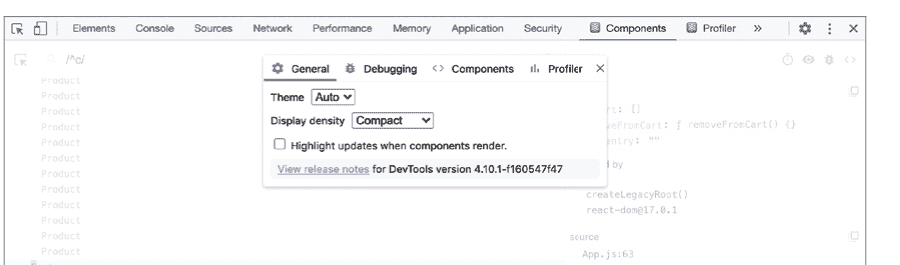 Elements Console Sources Network Performance Memory Application Security Components Profiler »
/^c/
General Debugging Components Profiler
Product
Theme Auto
Product
Display density Compact
Product
Highlight updates when components render.
Product
View release notes for DevTools version 4.10.1-f160547f47
Product
Product
Product
Product
Product
Product
Product
rt: []
veFromCart: ƒ removeFromCart() {}
entry: ""
d by
createLegacyRoot()
react-dom@17.0.1
source
App.js:63